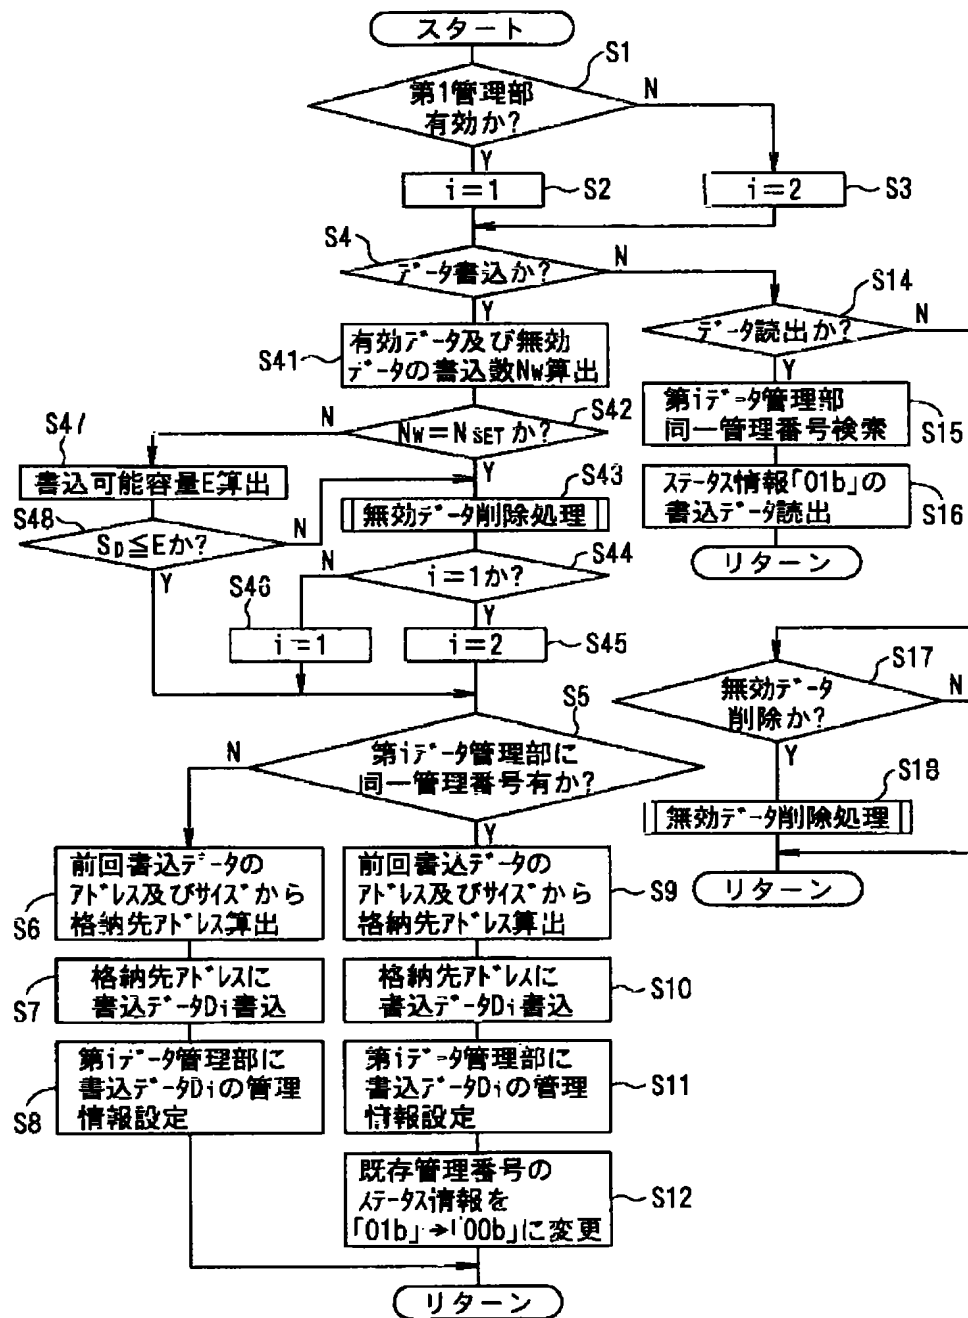 スタート
S1
第1管理部
有効か?
N
Y
i=1
S2
i=2
S3
S4
データ書込か?
N
Y
S14
データ読出か?
N
Y
S41
有効データ及び無効
データの書込数Nw算出
S42
NW=NSETか?
N
Y
第iデータ管理部
同一管理番号検索
S15
S47
書込可能容量E算出
S43
無効データ削除処理
ステータス情報「01b」の
書込データ読出
S16
S48
SD≦Eか?
N
Y
S44
i=1か?
N
Y
リターン
S46
i=1
i=2
S45
S17
無効データ
削除か?
N
Y
S5
第iデータ管理部に
同一管理番号有か?
N
Y
S18
無効データ削除処理
リターン
前回書込データの
アドレス及びサイズから
格納先アドレス算出
S6
前回書込データの
アドレス及びサイズから
格納先アドレス算出
S9
格納先アドレスに
書込データDi書込
S7
格納先アドレスに
書込データDi書込
S10
第iデータ管理部に
書込データDiの管理
情報設定
S8
第iデータ管理部に
書込データDiの管理
情報設定
S11
既存管理番号の
ステータス情報を
「01b」→「00b」に変更
S12
リターン